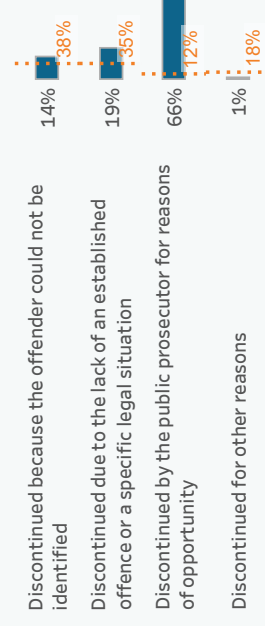 Discontinued because the offender could not be
identified
14%
38%
Discontinued due to the lack of an established
offence or a specific legal situation
19%
35%
Discontinued by the public prosecutor for reasons
of opportunity
66%
12%
Discontinued for other reasons
1%
18%